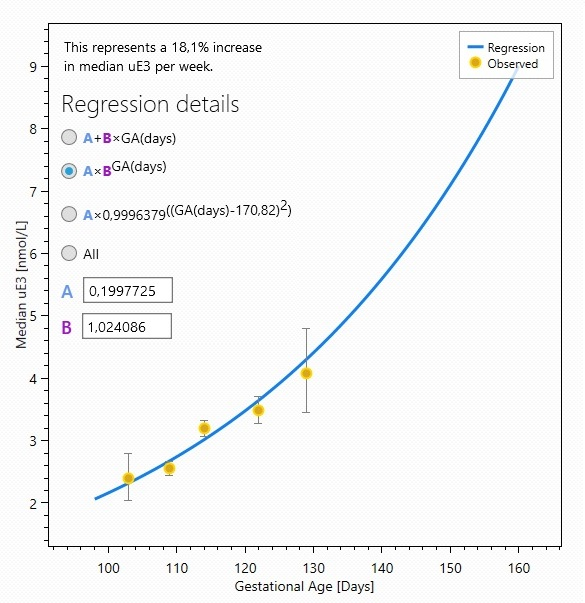 This represents a 18,1% increase
in median uE3 per week.
Regression
Observed
Regression details
A+B×GA(days)
A×B^GA(days)
A×0,9996379^((GA(days)-170,82)^2)
All
A 0,1997725
B 1,024086
Median uE3 [nmol/L]
9
8
7
6
5
4
3
2
100 110 120 130 140 150 160
Gestational Age [Days]